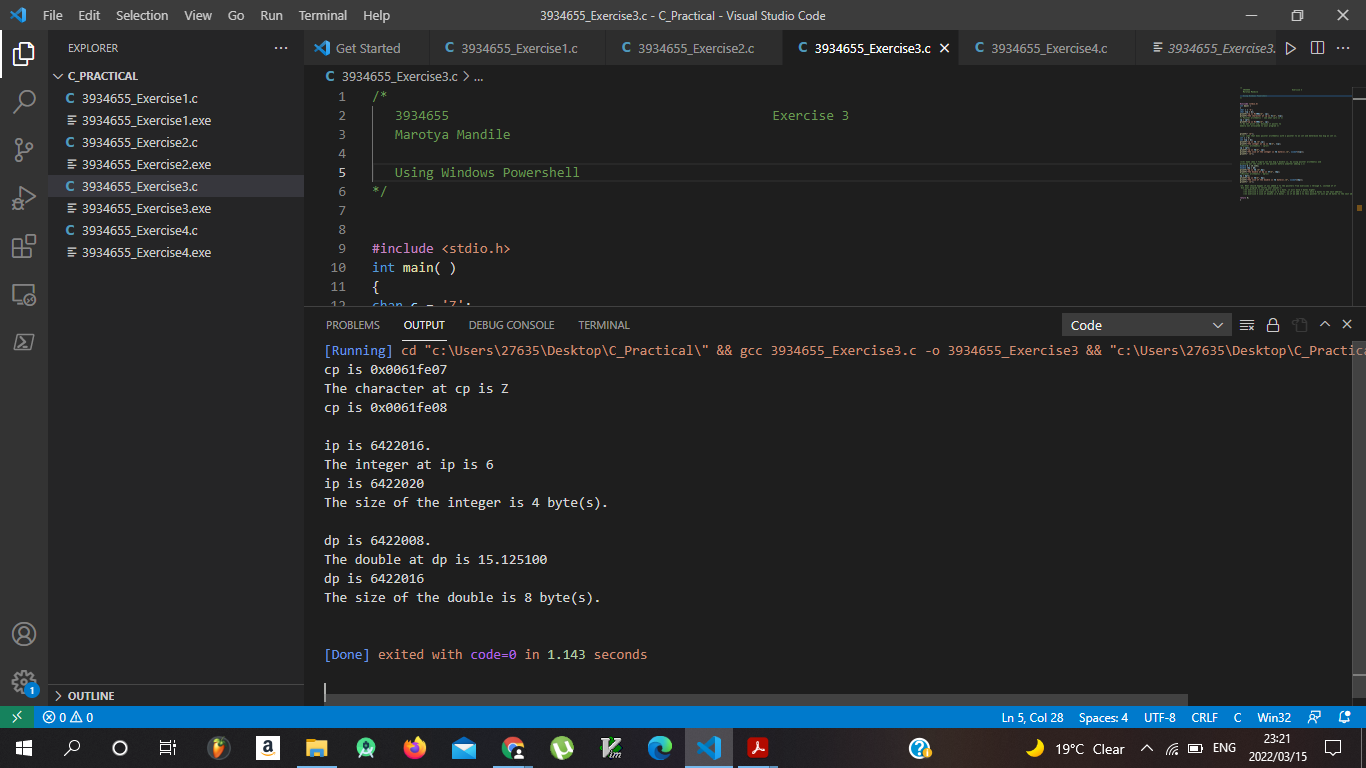 File Edit Selection View Go Run Terminal Help
3934655_Exercise3.c - C_Practical - Visual Studio Code
EXPLORER
C_PRACTICAL
C 3934655_Exercise1.c
3934655_Exercise1.exe
C 3934655_Exercise2.c
3934655_Exercise2.exe
C 3934655_Exercise3.c
3934655_Exercise3.exe
C 3934655_Exercise4.c
3934655_Exercise4.exe
OUTLINE
1
Get Started C 3934655_Exercise1.c C 3934655_Exercise2.c C 3934655_Exercise3.c C 3934655_Exercise4.c 3934655_Exercise3.
C 3934655_Exercise3.c > ...
1 /*
2 3934655 Exercise 3
3 Marotya Mandile
4
5 Using Windows Powershell
6 */
7
8
9 #include <stdio.h>
10 int main( )
11 {
12 char c = 'Z';
PROBLEMS OUTPUT DEBUG CONSOLE TERMINAL
Code
[Running] cd "c:\Users\27635\Desktop\C_Practical\" && gcc 3934655_Exercise3.c -o 3934655_Exercise3 && "c:\Users\27635\Desktop\C_Practica
cp is 0x0061fe07
The character at cp is Z
cp is 0x0061fe08
ip is 6422016.
The integer at ip is 6
ip is 6422020
The size of the integer is 4 byte(s).
dp is 6422008.
The double at dp is 15.125100
dp is 6422016
The size of the double is 8 byte(s).
[Done] exited with code=0 in 1.143 seconds
0 0
Ln 5, Col 28 Spaces: 4 UTF-8 CRLF C Win32
19°C Clear
ENG
23:21
2022/03/15